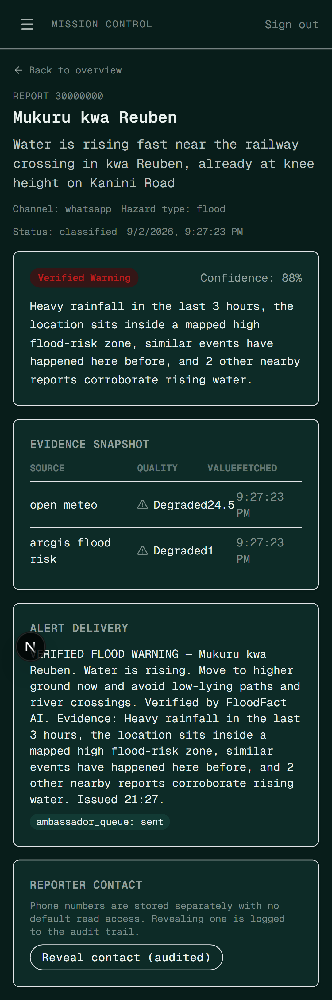 MISSION CONTROL
Sign out
← Back to overview
REPORT 30000000
Mukuru kwa Reuben
Water is rising fast near the railway
crossing in kwa Reuben, already at knee
height on Kanini Road
Channel: whatsapp Hazard type: flood
Status: classified 9/2/2026, 9:27:23 PM
Verified Warning
Confidence: 88%
Heavy rainfall in the last 3 hours, the
location sits inside a mapped high
flood-risk zone, similar events have
happened here before, and 2 other nearby
reports corroborate rising water.
EVIDENCE SNAPSHOT
SOURCE QUALITY VALUE FETCHED
open meteo Degraded 24.5 9:27:23
PM
arcgis flood
risk Degraded 1 9:27:23
PM
ALERT DELIVERY
N
VERIFIED FLOOD WARNING — Mukuru kwa
Reuben. Water is rising. Move to higher
ground now and avoid low-lying paths and
river crossings. Verified by FloodFact
AI. Evidence: Heavy rainfall in the last
3 hours, the location sits inside a
mapped high flood-risk zone, similar
events have happened here before, and 2
other nearby reports corroborate rising
water. Issued 21:27.
ambassador_queue: sent
REPORTER CONTACT
Phone numbers are stored separately with no
default read access. Revealing one is logged
to the audit trail.
Reveal contact (audited)